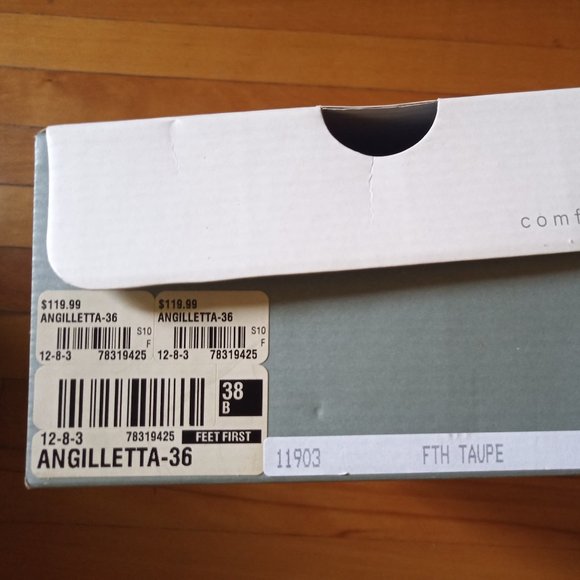 comf
$119.99
ANGILLETTA-36
S10
F
12-8-3 78319425
$119.99
ANGILLETTA-36
S10
F
12-8-3 78319425
38
B
12-8-3 78319425 FEET FIRST
ANGILLETTA-36
11903 FTH TAUPE